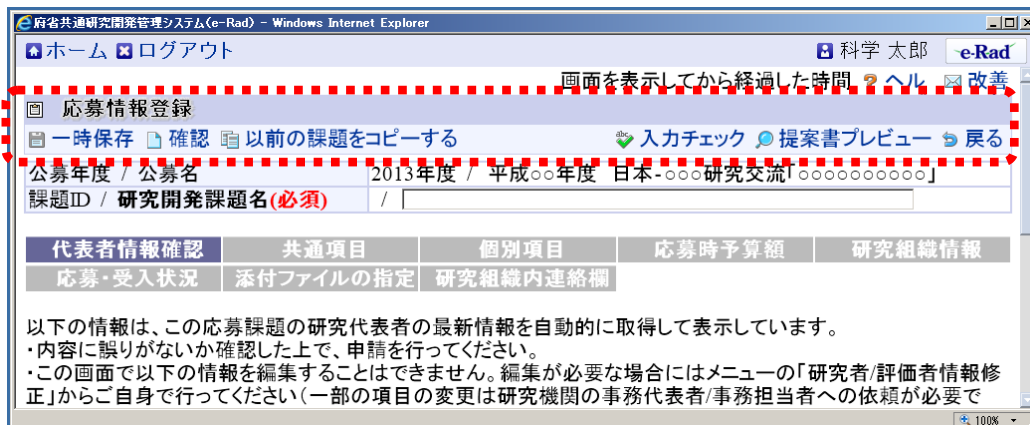 府省共通研究開発管理システム(e-Rad) - Windows Internet Explorer
ホーム ログアウト 科学 太郎 e-Rad
画面を表示してから経過した時間 ヘル 改善
応募情報登録
一時保存 確認 以前の課題をコピーする 入力チェック 提案書プレビュー 戻る
公募年度 / 公募名 2013年度 / 平成○○年度 日本-○○○研究交流「○○○○○○○○○○」
課題ID / 研究開発課題名(必須) /
代表者情報確認 共通項目 個別項目 応募時予算額 研究組織情報
応募・受入状況 添付ファイルの指定 研究組織内連絡欄
以下の情報は、この応募課題の研究代表者の最新情報を自動的に取得して表示しています。
・内容に誤りがないか確認した上で、申請を行ってください。
・この画面で以下の情報を編集することはできません。編集が必要な場合にはメニューの「研究者/評価者情報修
正」からご自身で行ってください(一部の項目の変更は研究機関の事務代表者/事務担当者への依頼が必要で
100%